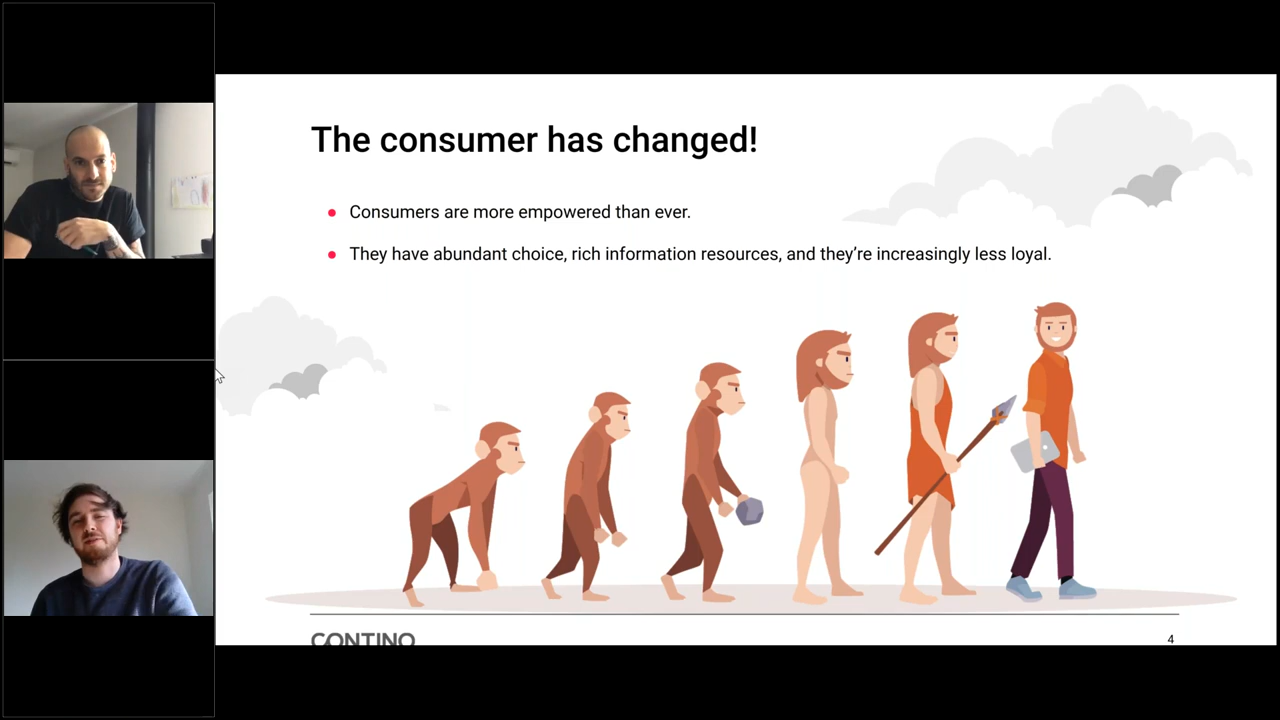 The consumer has changed!
Consumers are more empowered than ever.
They have abundant choice, rich information resources, and they’re increasingly less loyal.
CONTINO
4